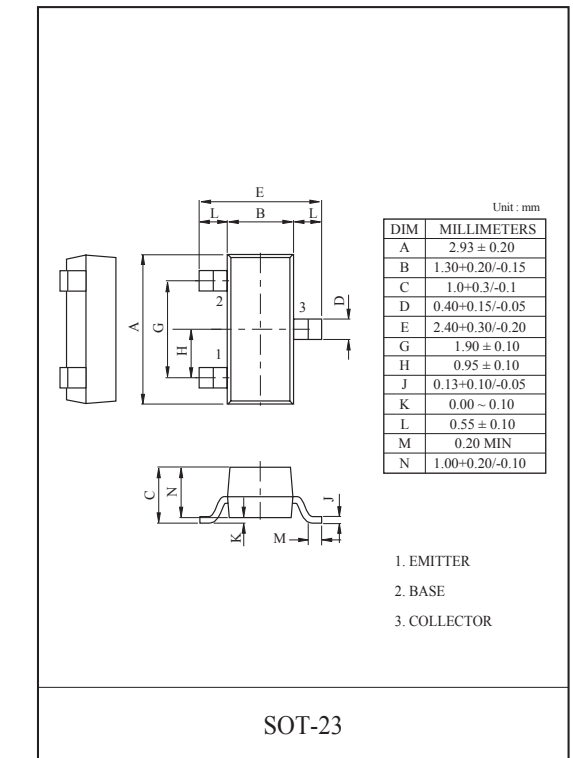 E
L B L
2
3
D
A
G
H
1
C
N
K
M
J
Unit : mm
DIM MILLIMETERS
A 2.93 ± 0.20
B 1.30+0.20/-0.15
C 1.0+0.3/-0.1
D 0.40+0.15/-0.05
E 2.40+0.30/-0.20
G 1.90 ± 0.10
H 0.95 ± 0.10
J 0.13+0.10/-0.05
K 0.00 ~ 0.10
L 0.55 ± 0.10
M 0.20 MIN
N 1.00+0.20/-0.10
1. EMITTER
2. BASE
3. COLLECTOR
SOT-23